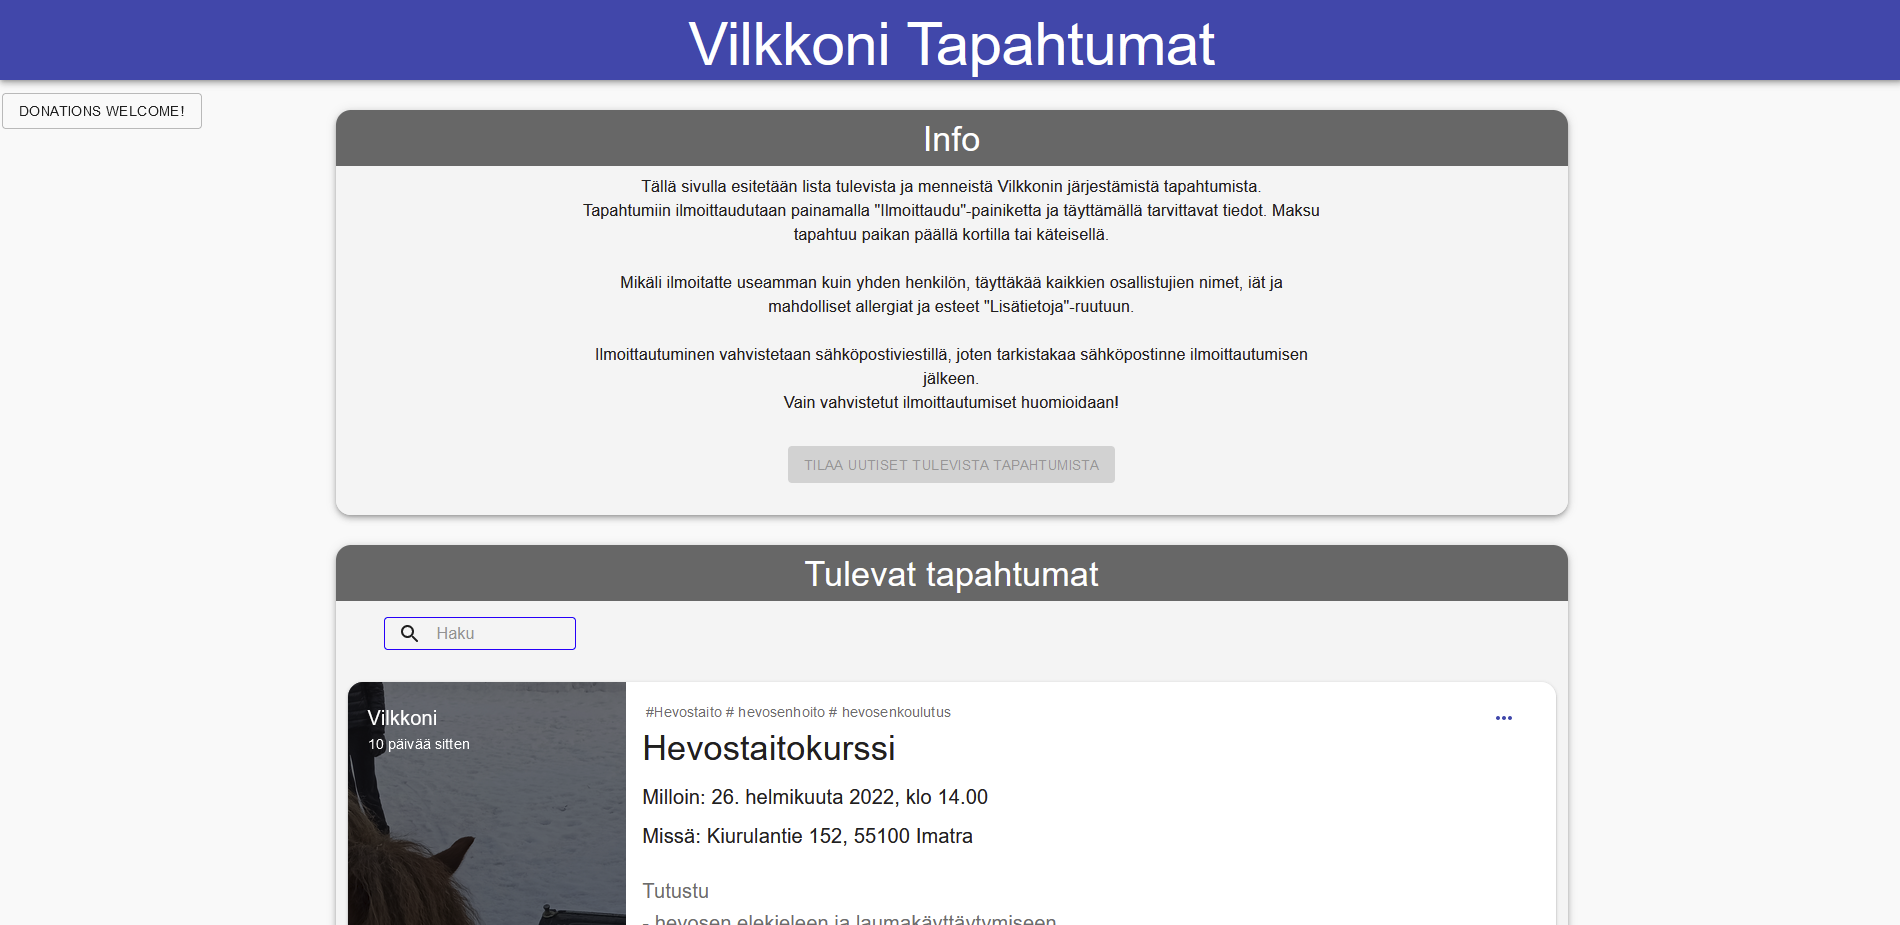 Vilkkoni Tapahtumat
DONATIONS WELCOME!
Info
Tällä sivulla esitetään lista tulevista ja menneistä Vilkkonin järjestämistä tapahtumista.
Tapahtumiin ilmoittaudutaan painamalla "Ilmoittaudu"-painiketta ja täyttämällä tarvittavat tiedot. Maksu
tapahtuu paikan päällä kortilla tai käteisellä.
Mikäli ilmoitatte useamman kuin yhden henkilön, täyttäkää kaikkien osallistujien nimet, iät ja
mahdolliset allergiat ja esteet "Lisätietoja"-ruutuun.
Ilmoittautuminen vahvistetaan sähköpostiviestillä, joten tarkistakaa sähköpostinne ilmoittautumisen
jälkeen.
Vain vahvistetut ilmoittautumiset huomioidaan!
TILAA UUTISET TULEVISTA TAPAHTUMISTA
Tulevat tapahtumat
Haku
Vilkkoni
10 päivää sitten
#Hevostaito # hevosenhoito # hevosenkoulutus
Hevostaitokurssi
Milloin: 26. helmikuuta 2022, klo 14.00
Missä: Kiurulantie 152, 55100 Imatra
Tutustu
- hevosen elekieleen ja laumakäyttäytymiseen